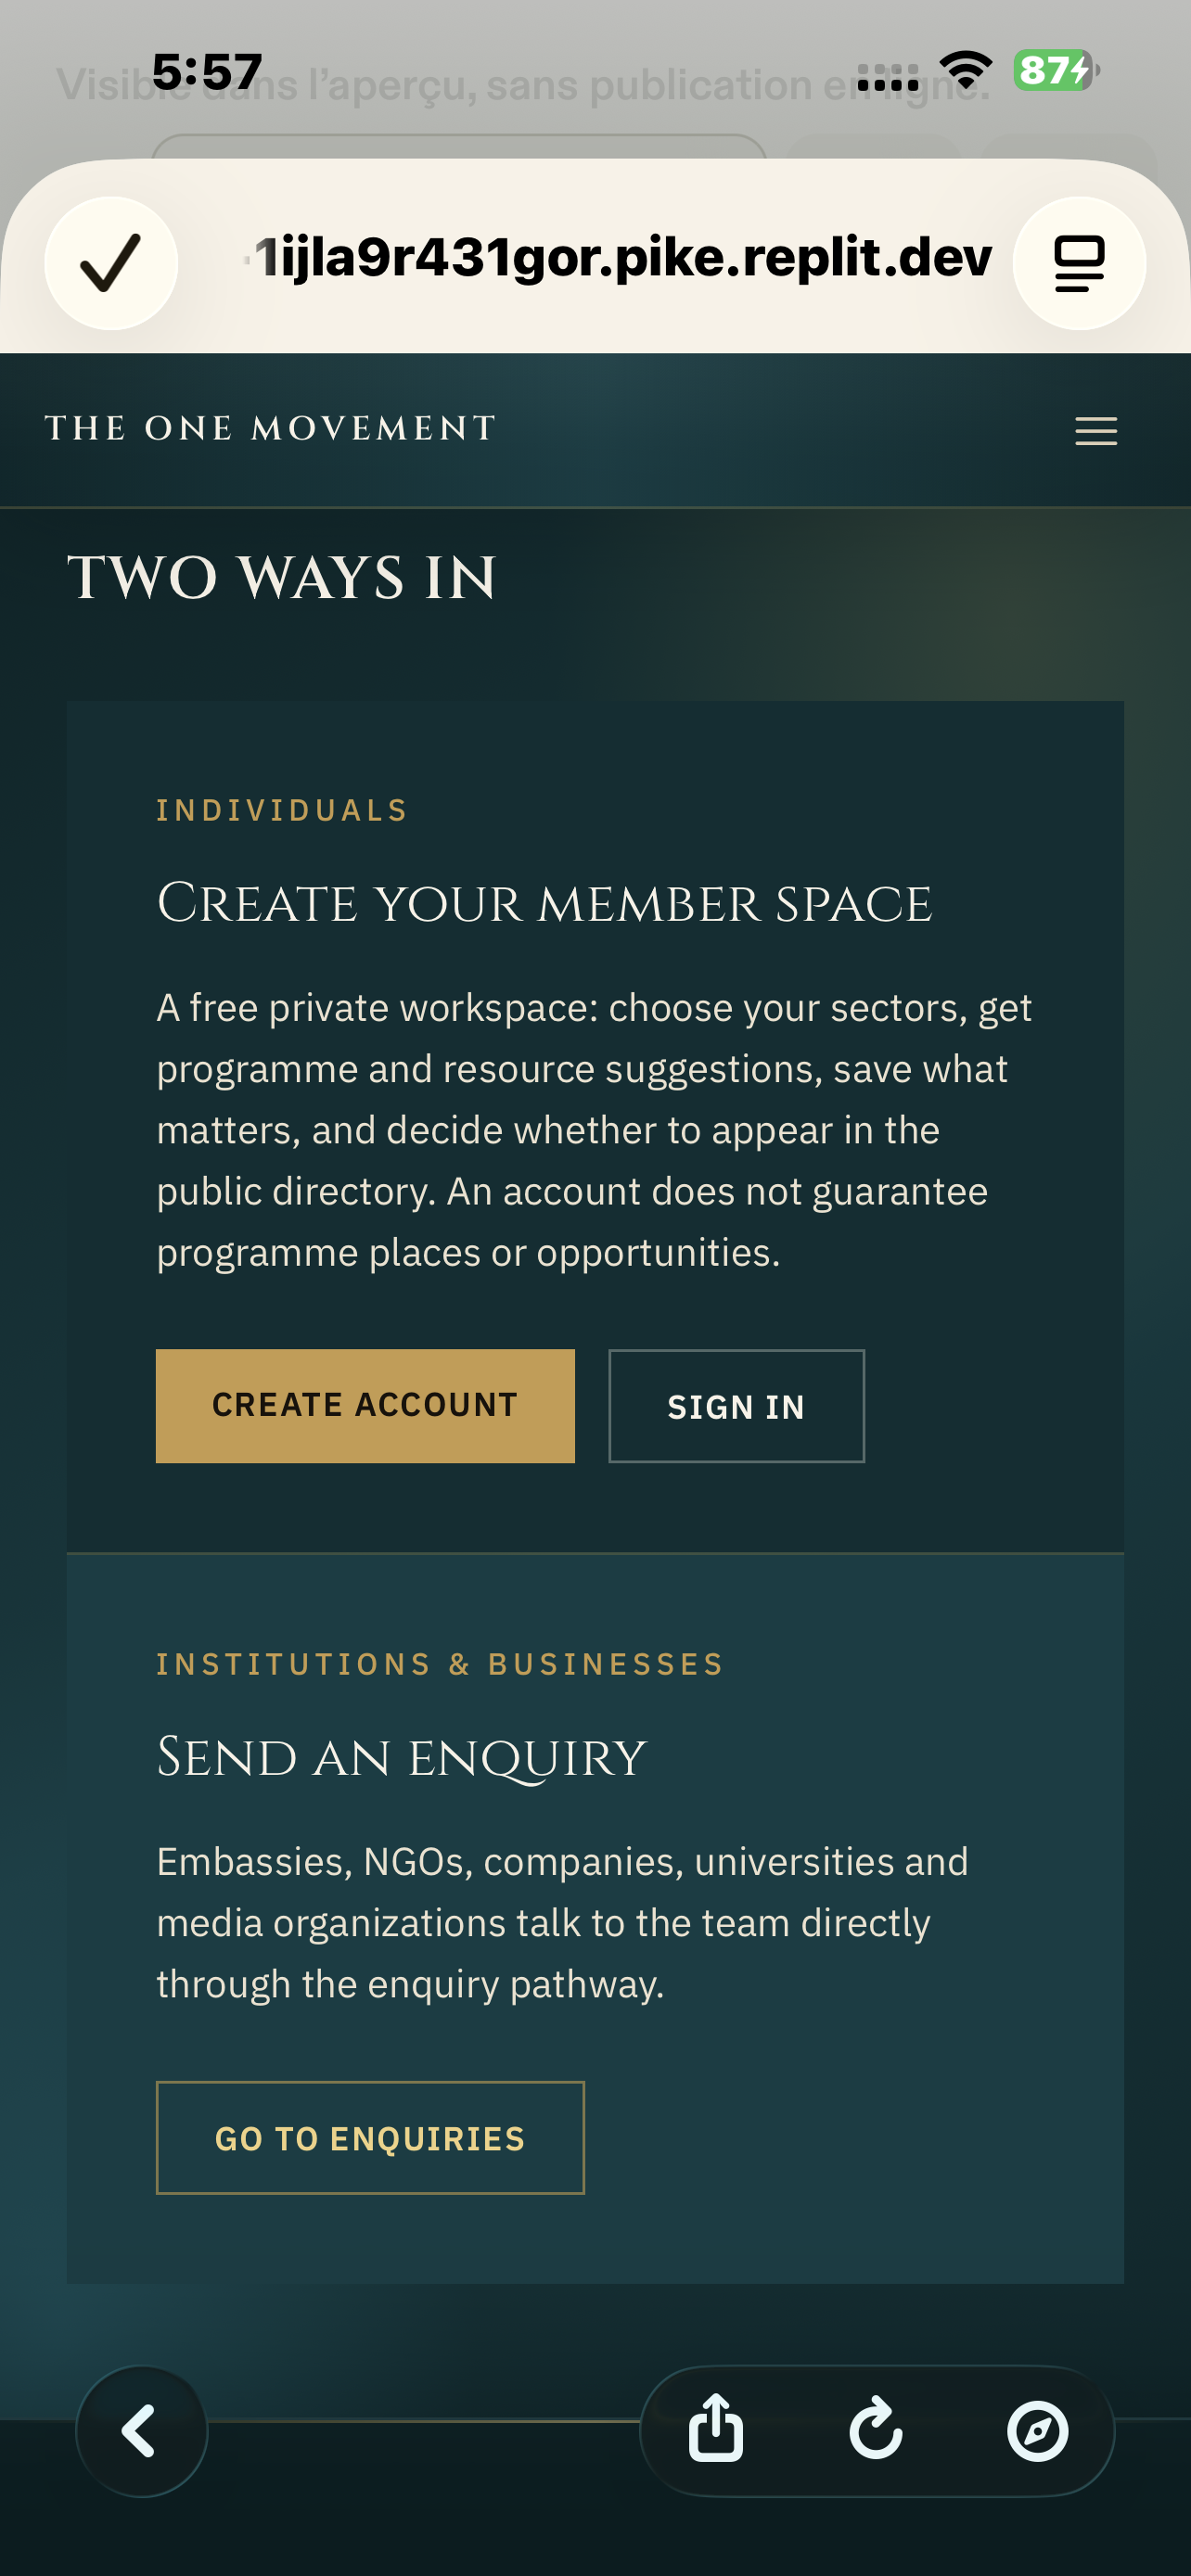 5:57
87
Visible dans l'aperçu, sans publication en ligne.
1ijla9r431gor.pike.replit.dev
THE ONE MOVEMENT
TWO WAYS IN
INDIVIDUALS
Create your member space
A free private workspace: choose your sectors, get
programme and resource suggestions, save what
matters, and decide whether to appear in the
public directory. An account does not guarantee
programme places or opportunities.
CREATE ACCOUNT
SIGN IN
INSTITUTIONS & BUSINESSES
Send an enquiry
Embassies, NGOs, companies, universities and
media organizations talk to the team directly
through the enquiry pathway.
GO TO ENQUIRIES